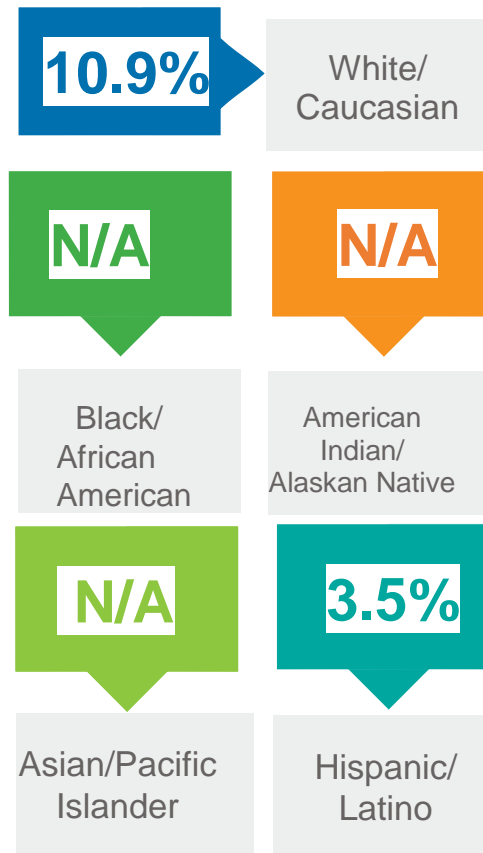 10.9%
White/
Caucasian
N/A
N/A
Black/
African
American
American
Indian/
Alaskan Native
N/A
3.5%
Asian/Pacific
Islander
Hispanic/
Latino